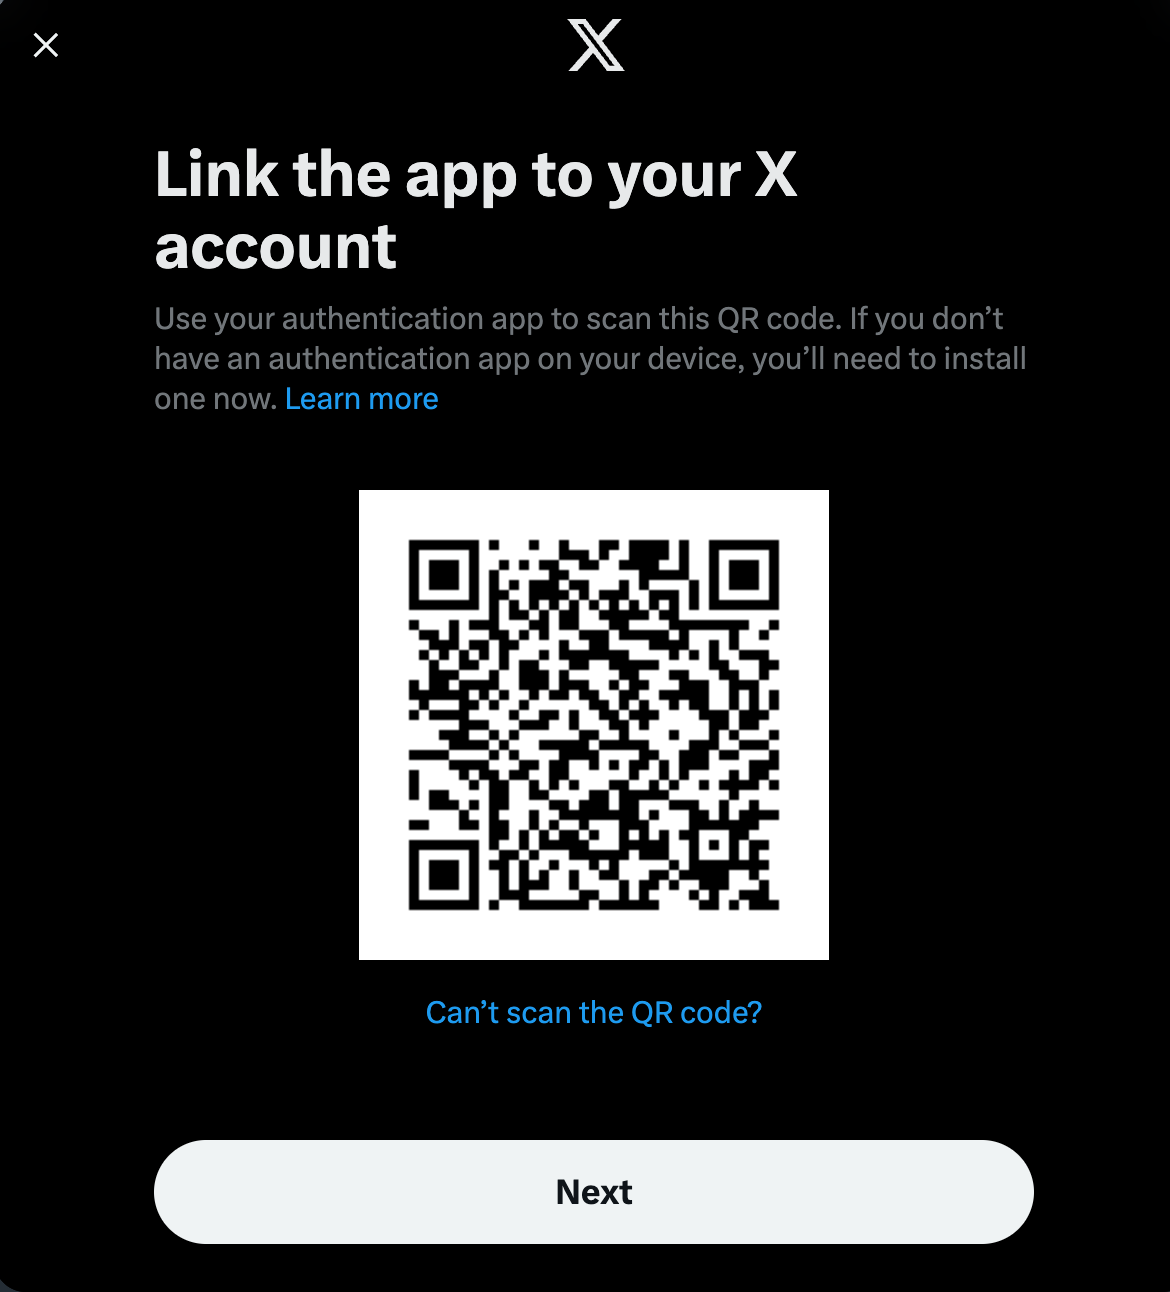 Link the app to your X
account
Use your authentication app to scan this QR code. If you don’t
have an authentication app on your device, you’ll need to install
one now. Learn more
Can’t scan the QR code?
Next